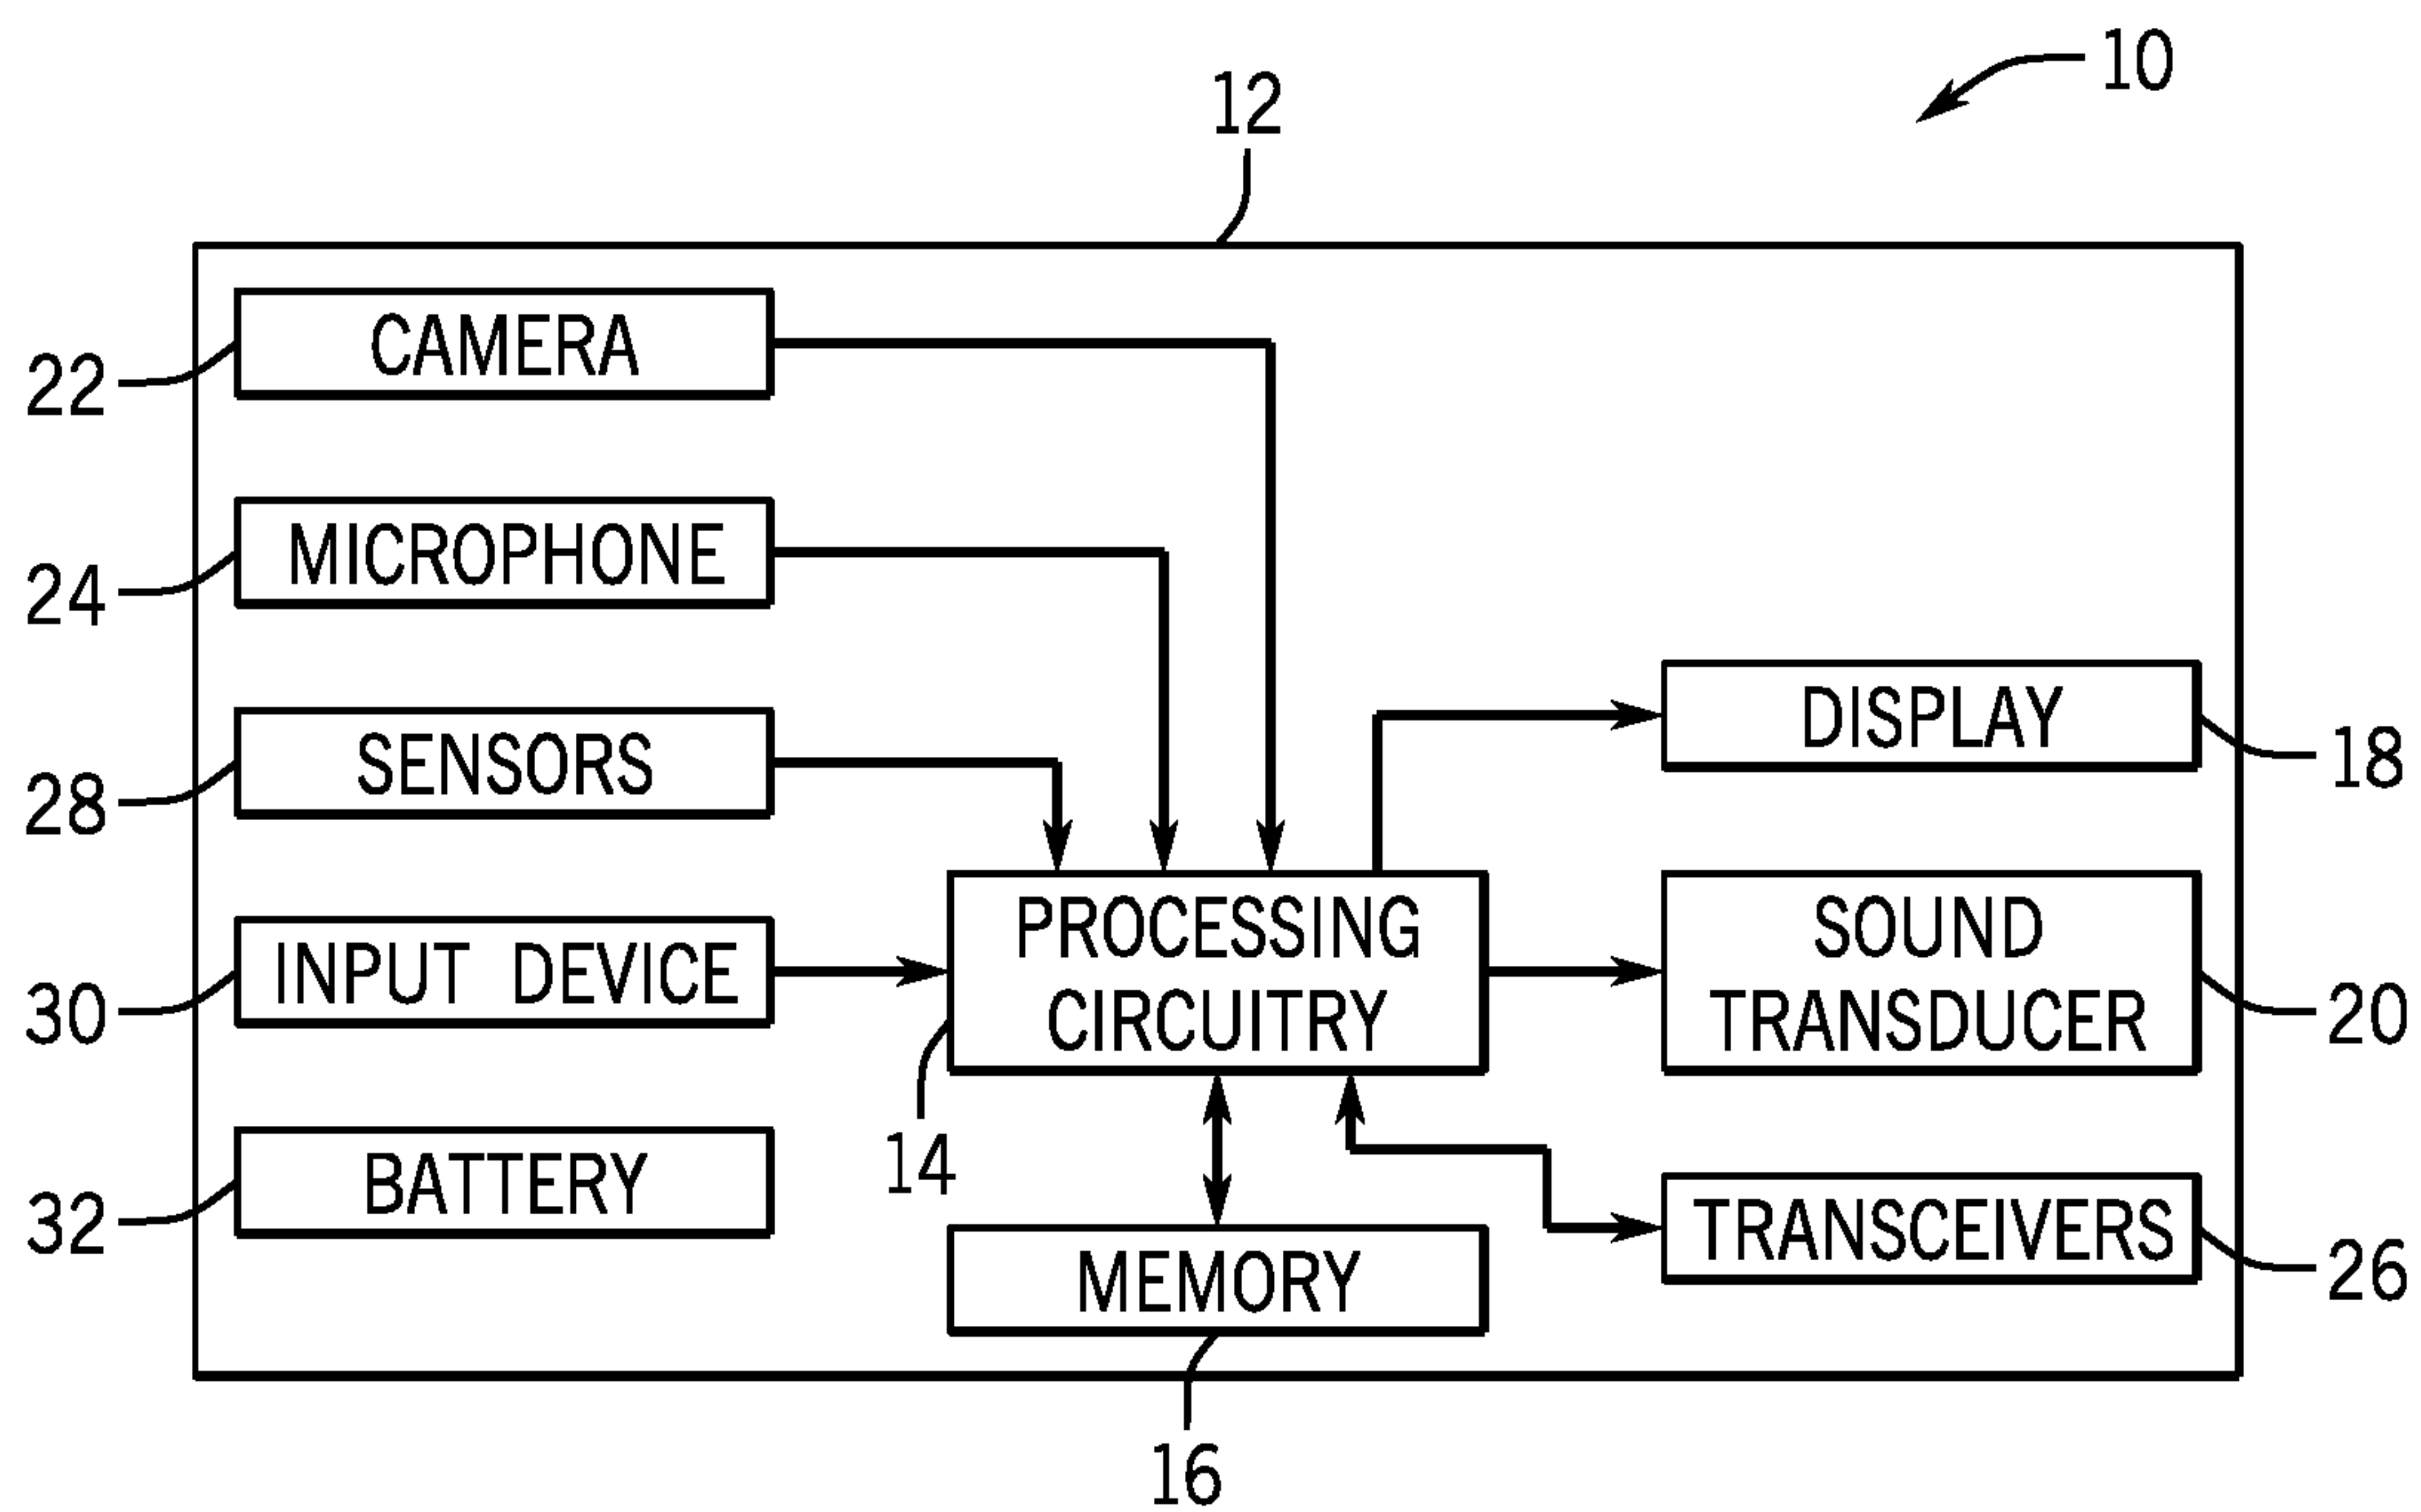 10
12
CAMERA
22
MICROPHONE
24
SENSORS
28
DISPLAY
18
INPUT DEVICE
30
PROCESSING
CIRCUITRY
14
SOUND
TRANSDUCER
20
BATTERY
32
MEMORY
16
TRANSCEIVERS
26